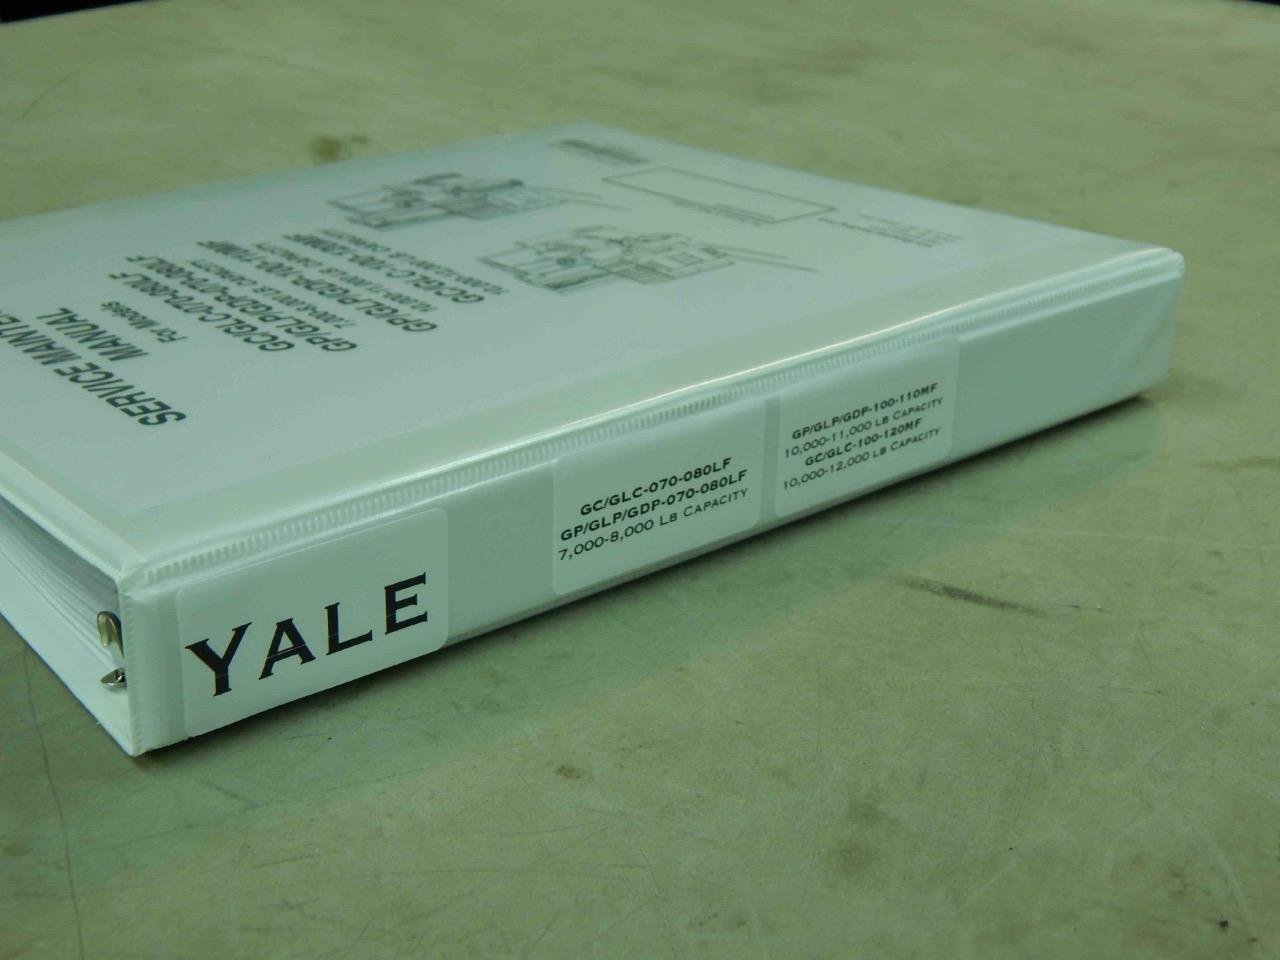 YALE
GC/GLC-070-080LF
GP/GLP/GDP-070-080LF
7,000-8,000 LB CAPACITY
GP/GLP/GDP-100-110MF
10,000-11,000 LB CAPACITY
GC/GLC-100-120MF
10,000-12,000 LB CAPACITY
SERVICE MAINTE
MANUAL
For Models
GC/GLC-070-080LF
GP/GLP/GDP-070-080LF
7,000-8,000 LB. CAPACITY
GP/GLP/GDP-100-110MF
10,000-11,000 LB. CAPACITY
GC/GLC-100-120MF
10,000-12,000 LB. CAPACITY